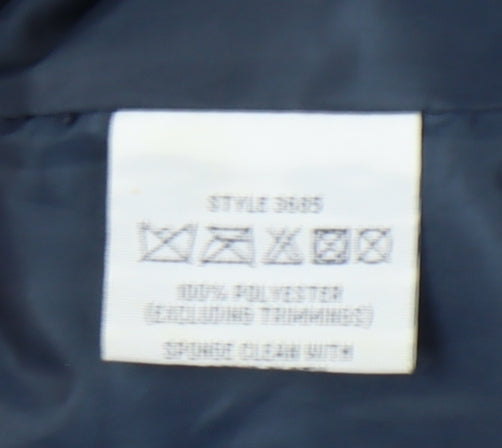 STYLE 3685
100% POLYESTER
(EXCLUDING TRIMMINGS)
SPONGE CLEAN WITH